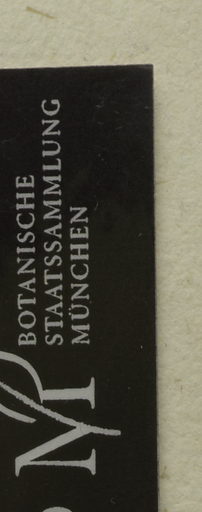 BOTANISCHE
STAATSSAMMLUNG
MÜNCHEN
M